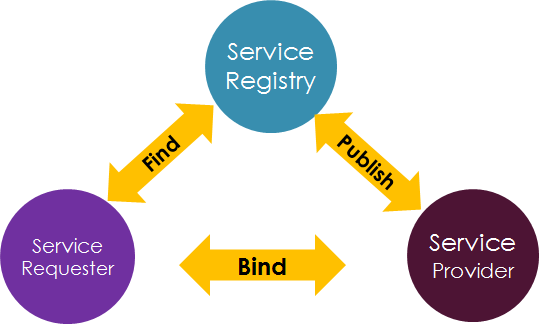 Service
Registry
Find
Publish
Service
Requester
Bind
Service
Provider